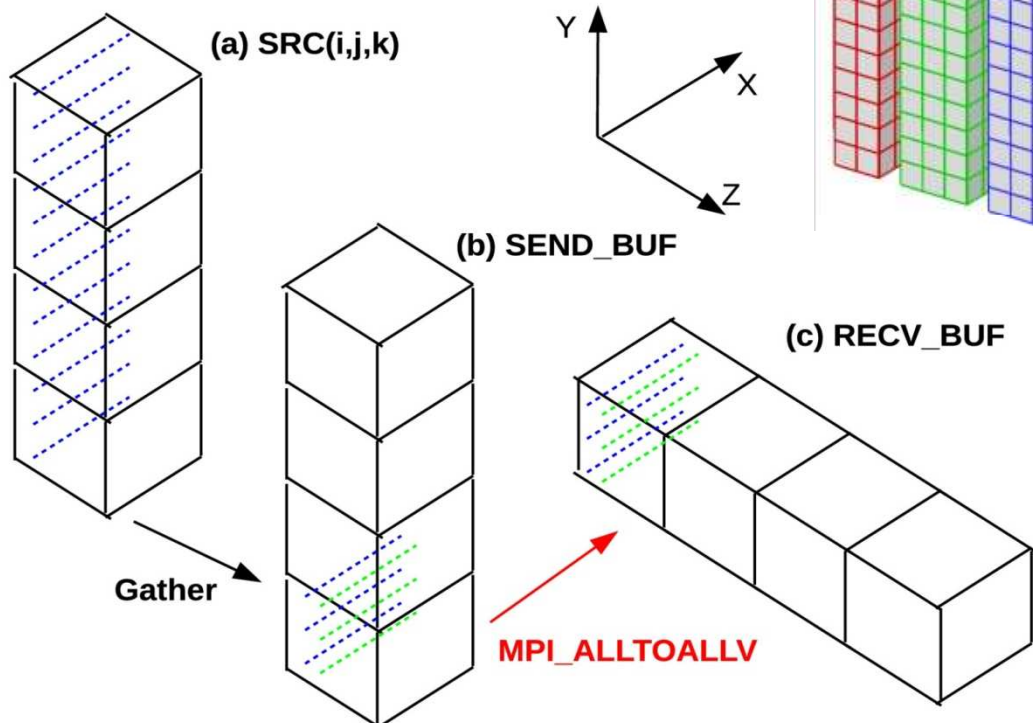 (a) SRC(i,j,k)
Y
X
Z
(b) SEND_BUF
(c) RECV_BUF
Gather
MPI_ALLTOALLV